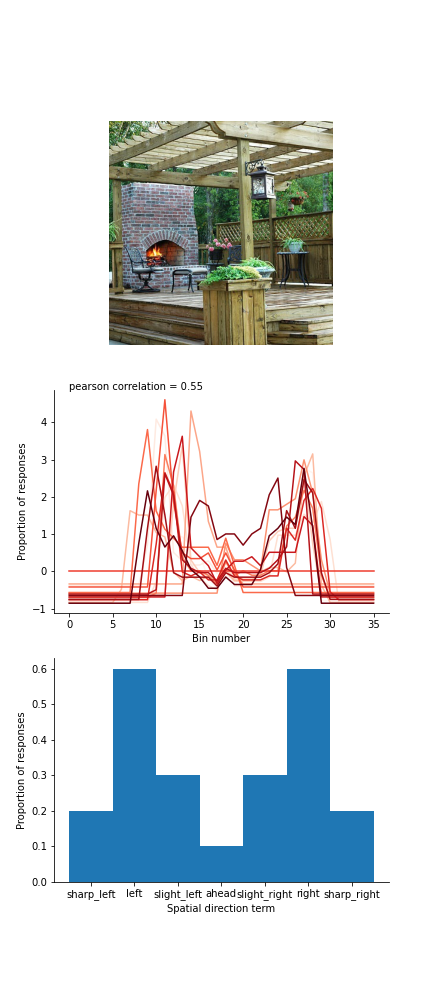 pearson correlation = 0.55
Proportion of responses
4
3
2
1
0
−1
0 5 10 15 20 25 30 35
Bin number
Proportion of responses
0.6
0.5
0.4
0.3
0.2
0.1
0.0
sharp_left left slight_left ahead slight_right right sharp_right
Spatial direction term